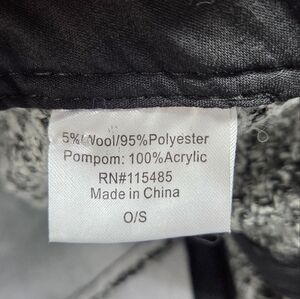 5%Wool/95%Polyester
Pompom: 100%Acrylic
RN#115485
Made in China
O/S